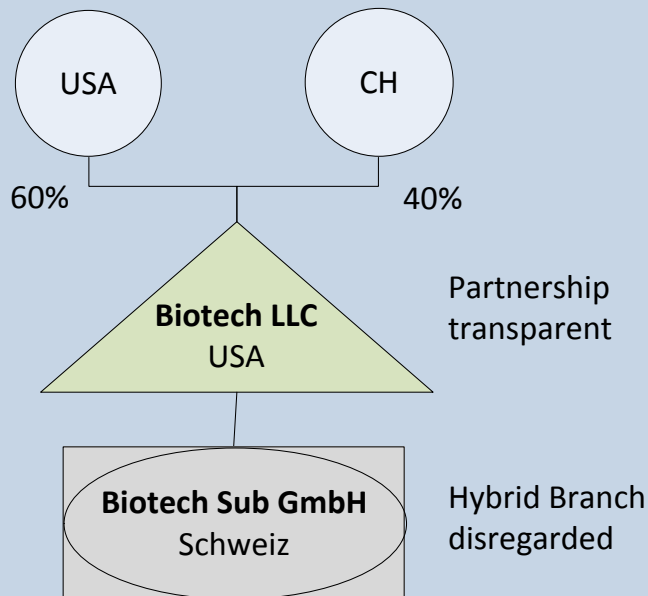 USA
CH
60%
40%
Biotech LLC
USA
Partnership
transparent
Biotech Sub GmbH
Schweiz
Hybrid Branch
disregarded